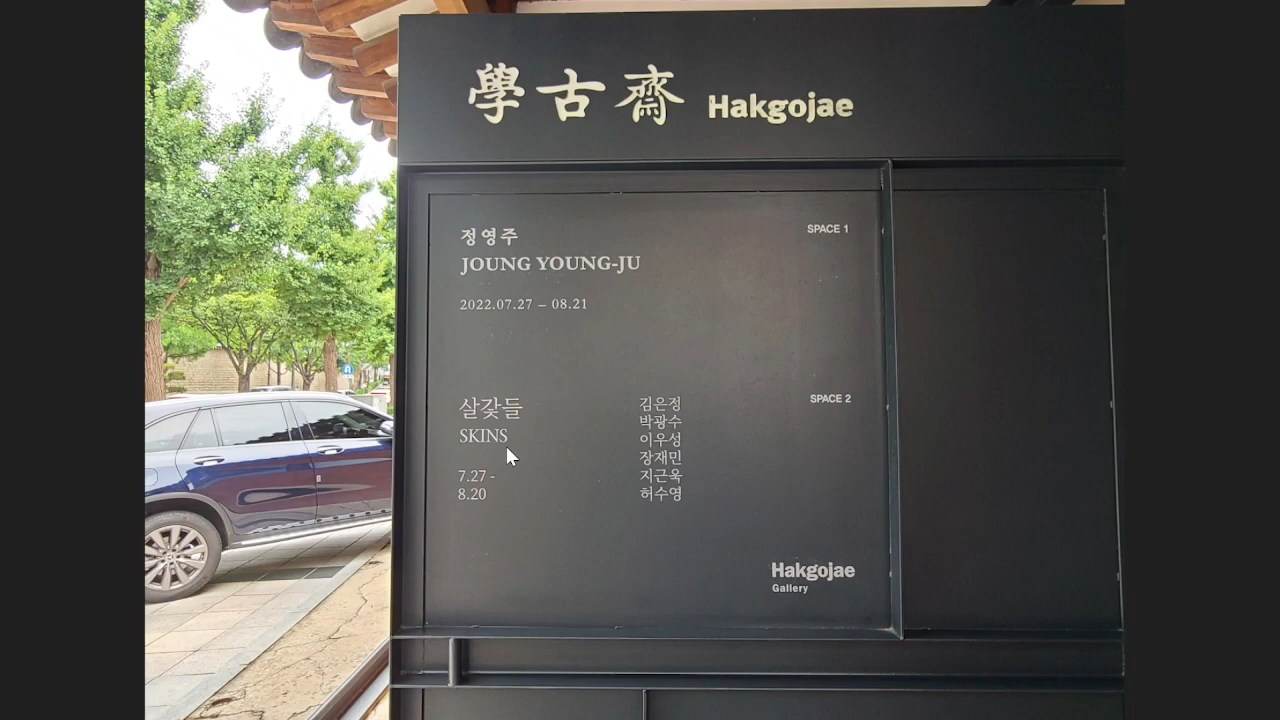 學古齋 Hakgojae
정영주
SPACE 1
JOUNG YOUNG-JU
2022.07.27 – 08.21
살갗들
SPACE 2
SKINS
7.27 -
8.20
김은정
박광수
이우성
장재민
지근욱
허수영
Hakgojae
Gallery